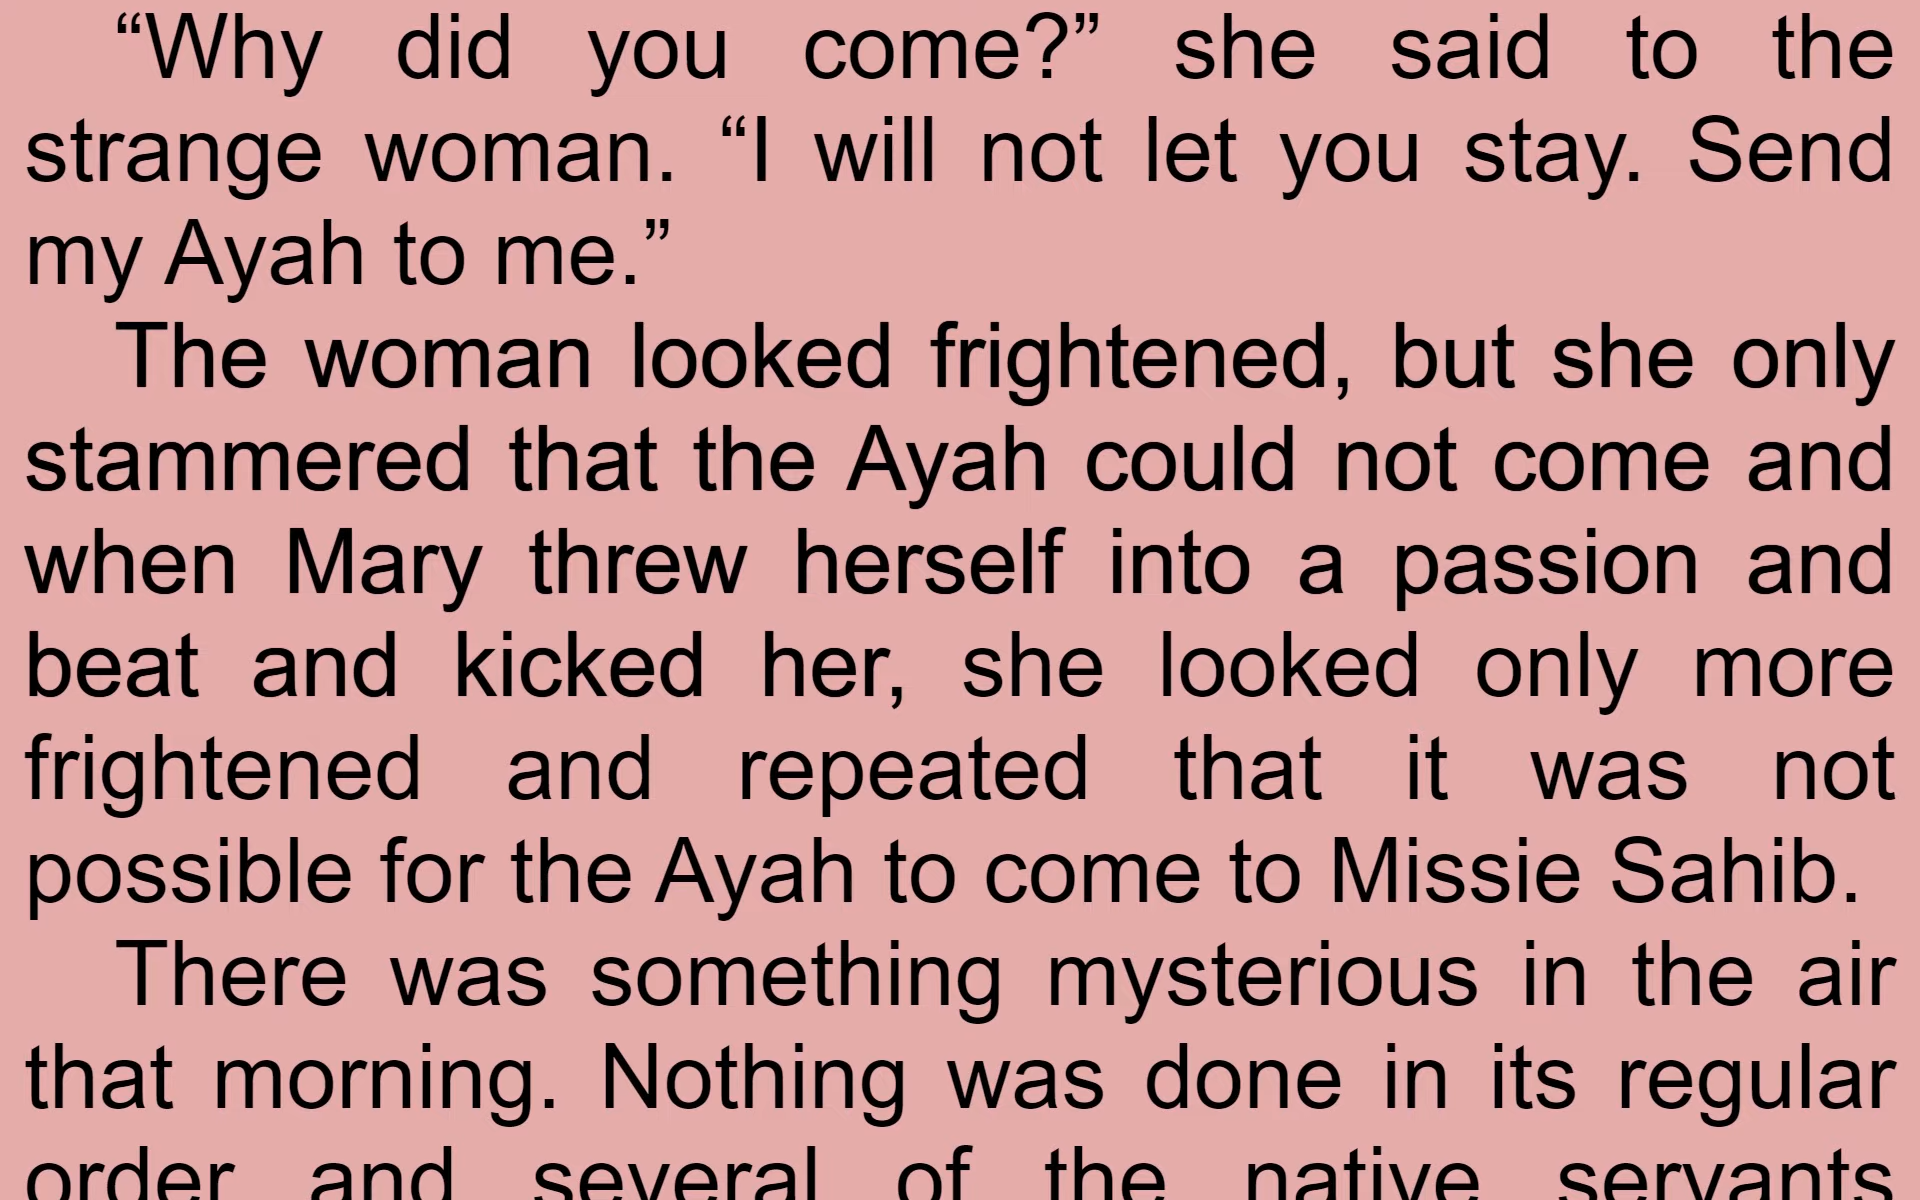 “Why did you come?” she said to the
strange woman. “I will not let you stay. Send
my Ayah to me.”
The woman looked frightened, but she only
stammered that the Ayah could not come and
when Mary threw herself into a passion and
beat and kicked her, she looked only more
frightened and repeated that it was not
possible for the Ayah to come to Missie Sahib.
There was something mysterious in the air
that morning. Nothing was done in its regular
order and several of the native servants